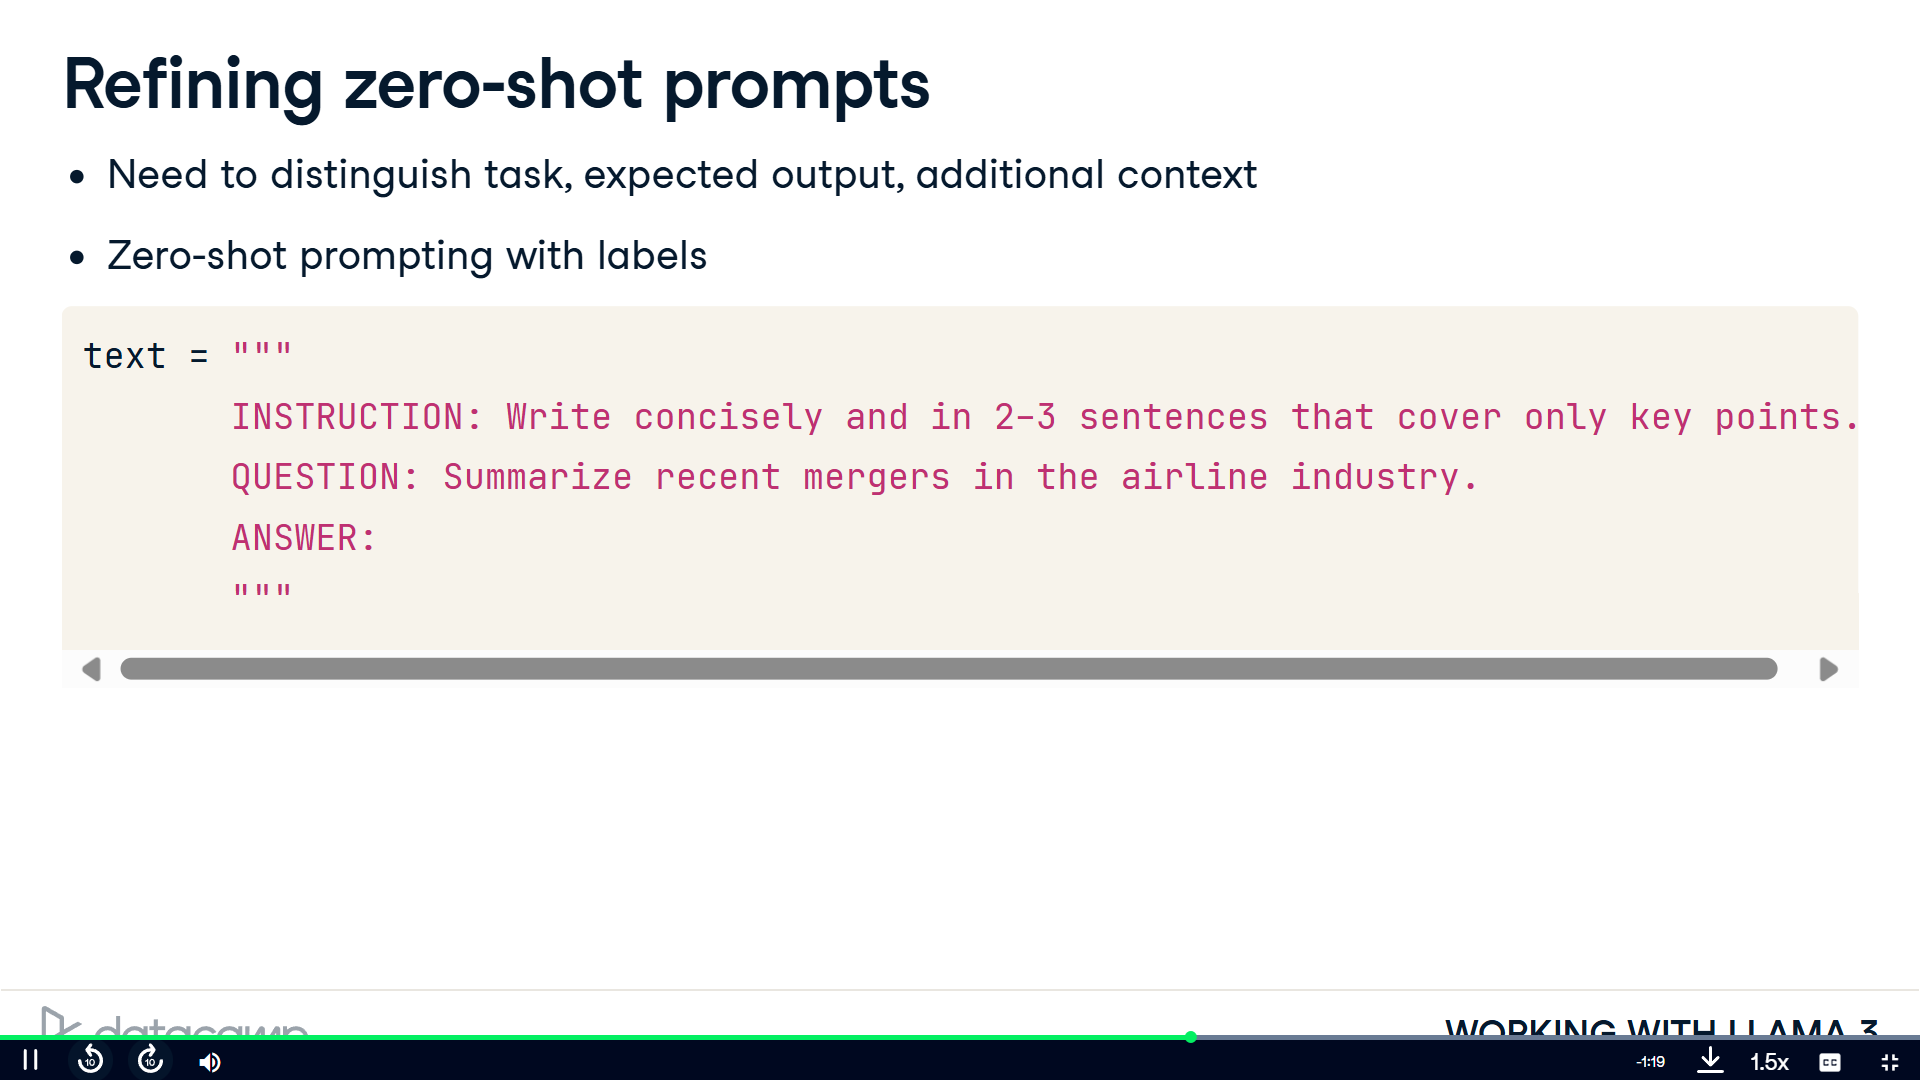 Refining zero-shot prompts
• Need to distinguish task, expected output, additional context
• Zero-shot prompting with labels
text = """
INSTRUCTION: Write concisely and in 2-3 sentences that cover only key points.
QUESTION: Summarize recent mergers in the airline industry.
ANSWER:
"""
datacamp
WORKING WITH LLAMA 3
10 10 -1:19 1.5x CC